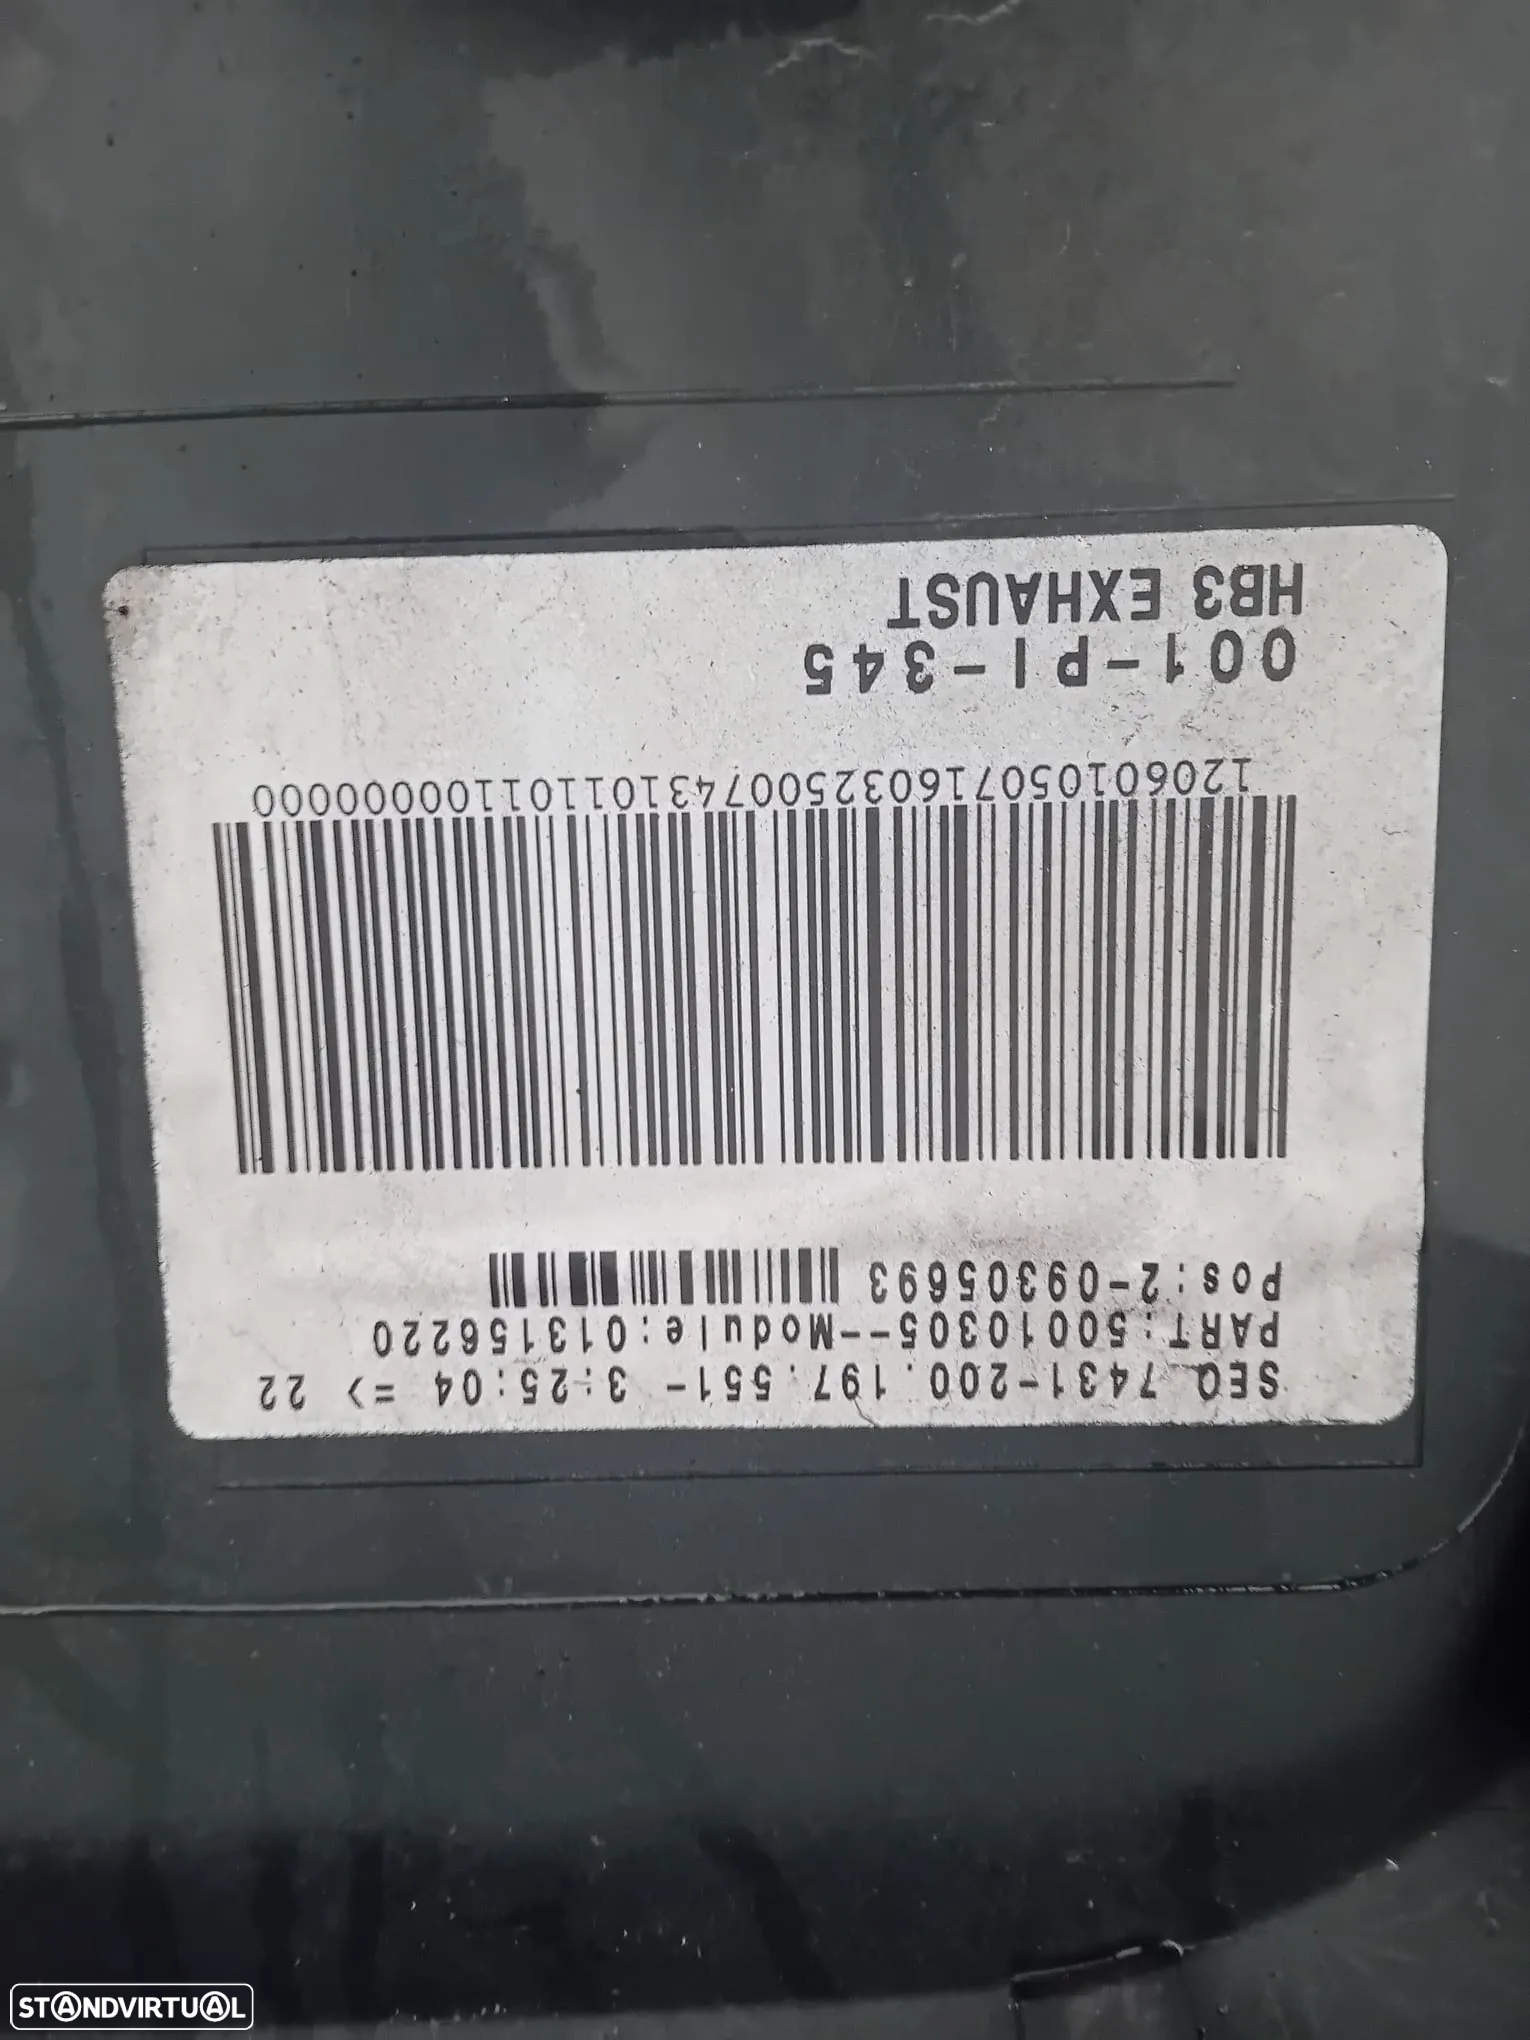 SEQ 7431-200.197.551- 3:25:04 => 22
PART:50010305--Module:013156220
Pos:2-09305693
12060105071603250074310110110000000
001-PI-345
HB3 EXHAUST
STANDVIRTUAL